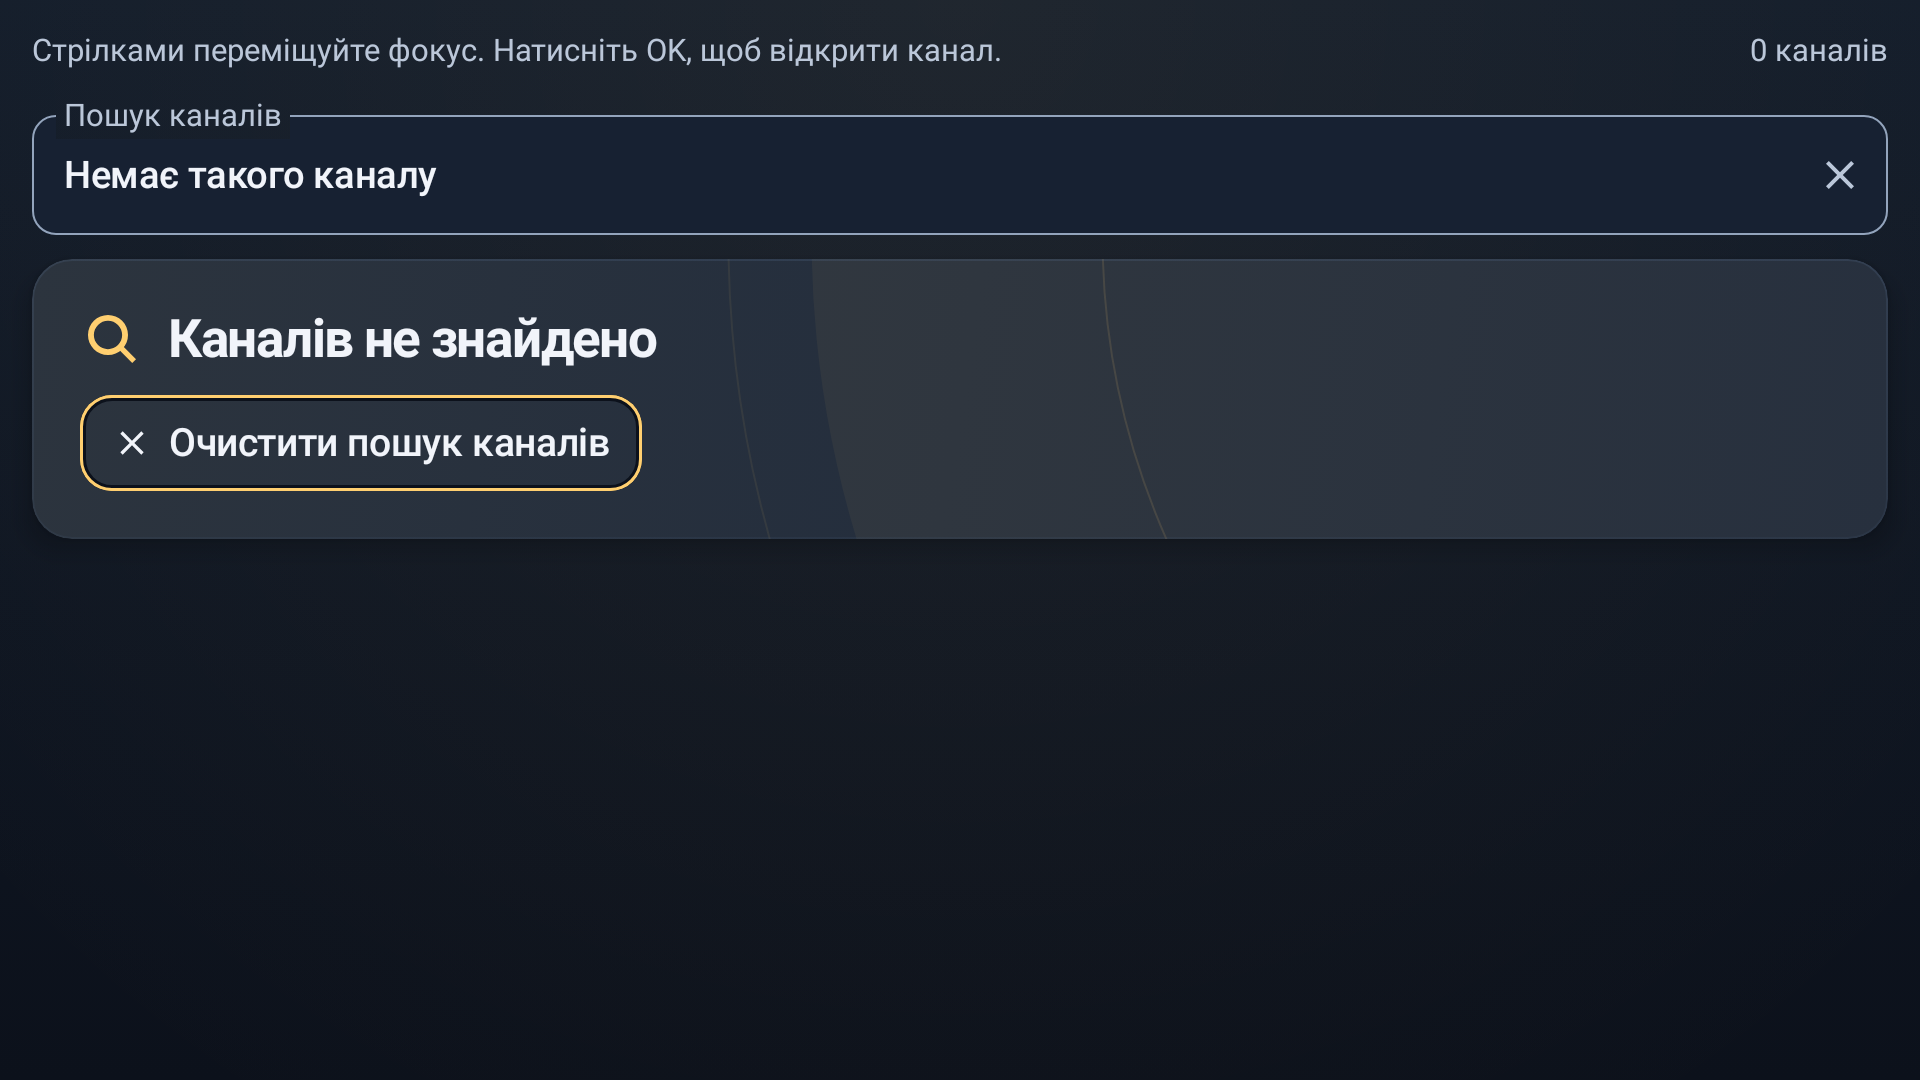 Стрілками переміщуйте фокус. Натисніть OK, щоб відкрити канал.
0 каналів
Пошук каналів
Немає такого каналу
Каналів не знайдено
Очистити пошук каналів